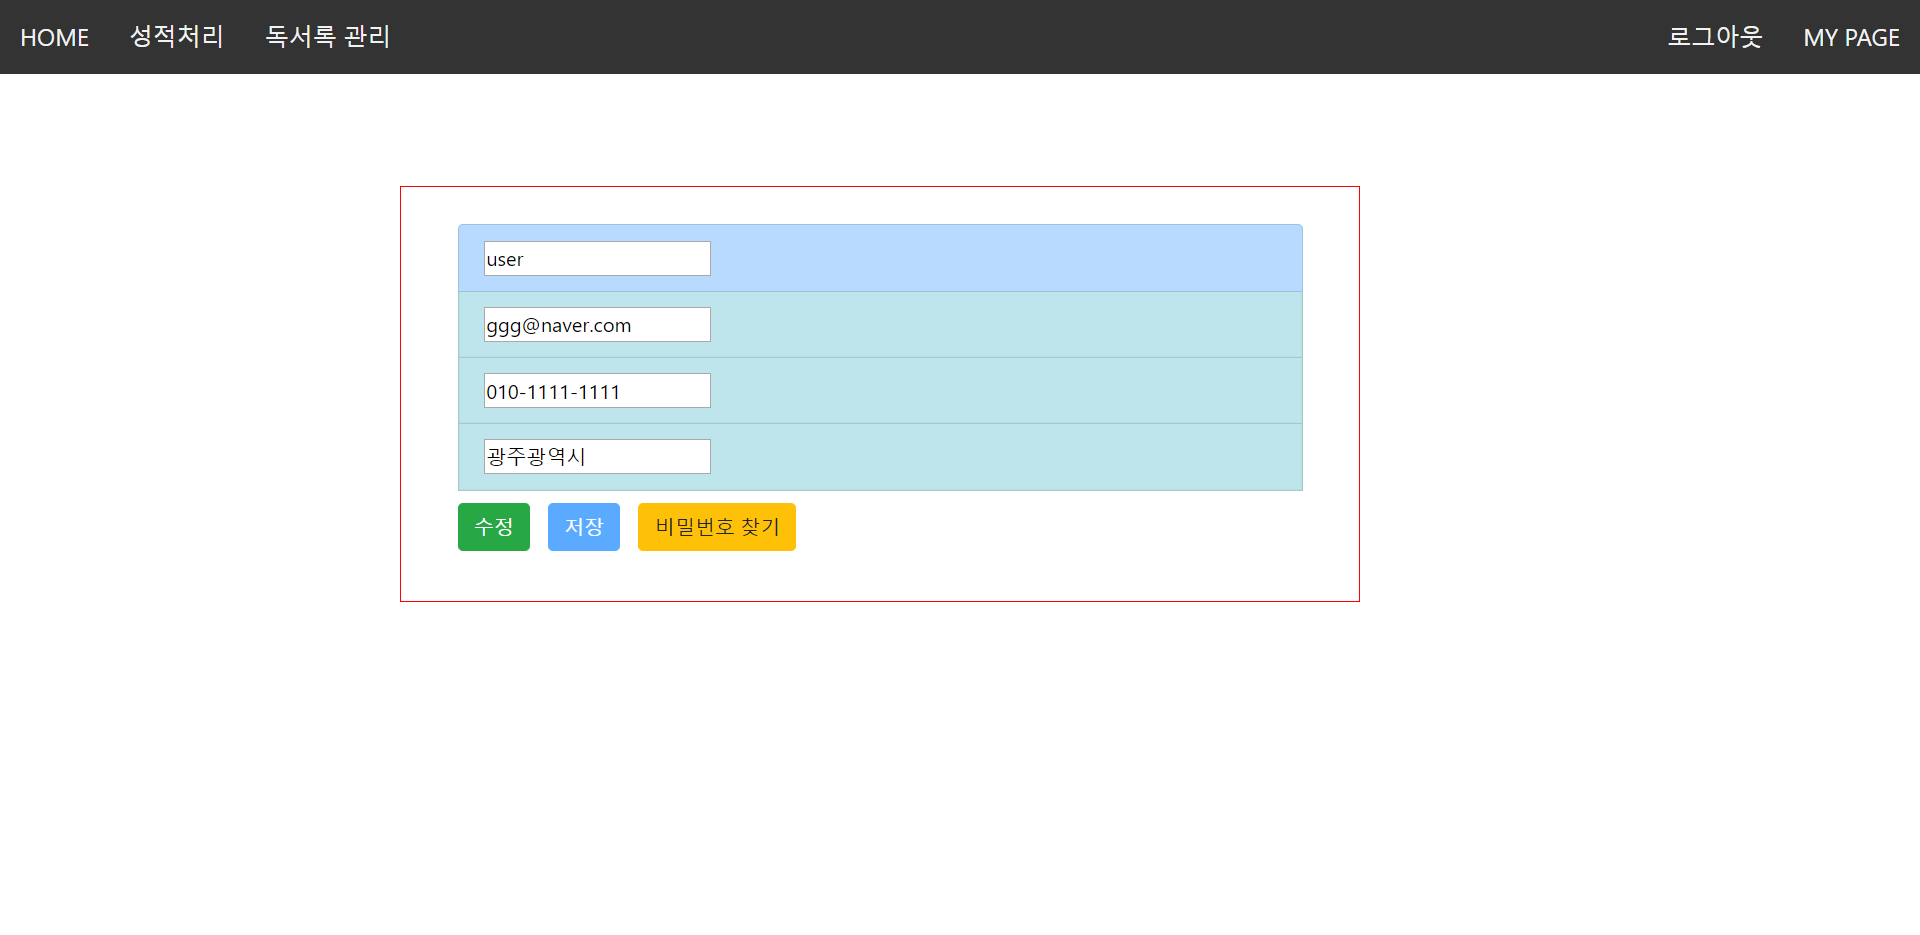 HOME 성적처리 독서록 관리 로그아웃 MY PAGE
user
ggg@naver.com
010-1111-1111
광주광역시
수정 저장 비밀번호 찾기